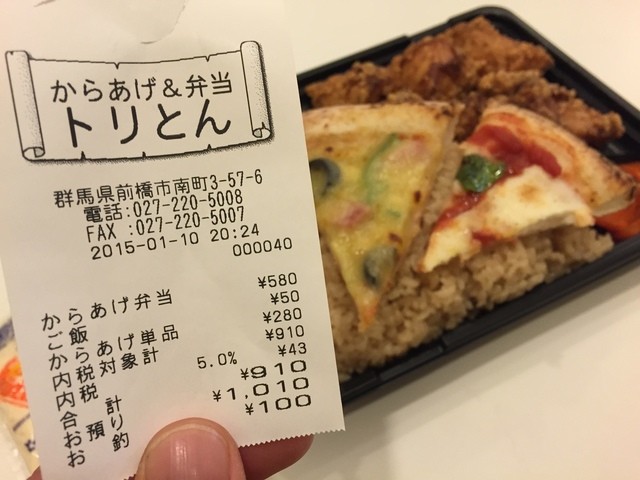 からあげ&弁当
トリとん
群馬県前橋市南町3-57-6
電話:027-220-5008
FAX :027-220-5007
2015-01-10 20:24
000040
からあげ弁当 ¥580
ご飯 ¥50
からあげ単品 ¥280
内税対象計 ¥910
内税 5.0% ¥43
合計 ¥910
お預り ¥1,010
お釣 ¥100